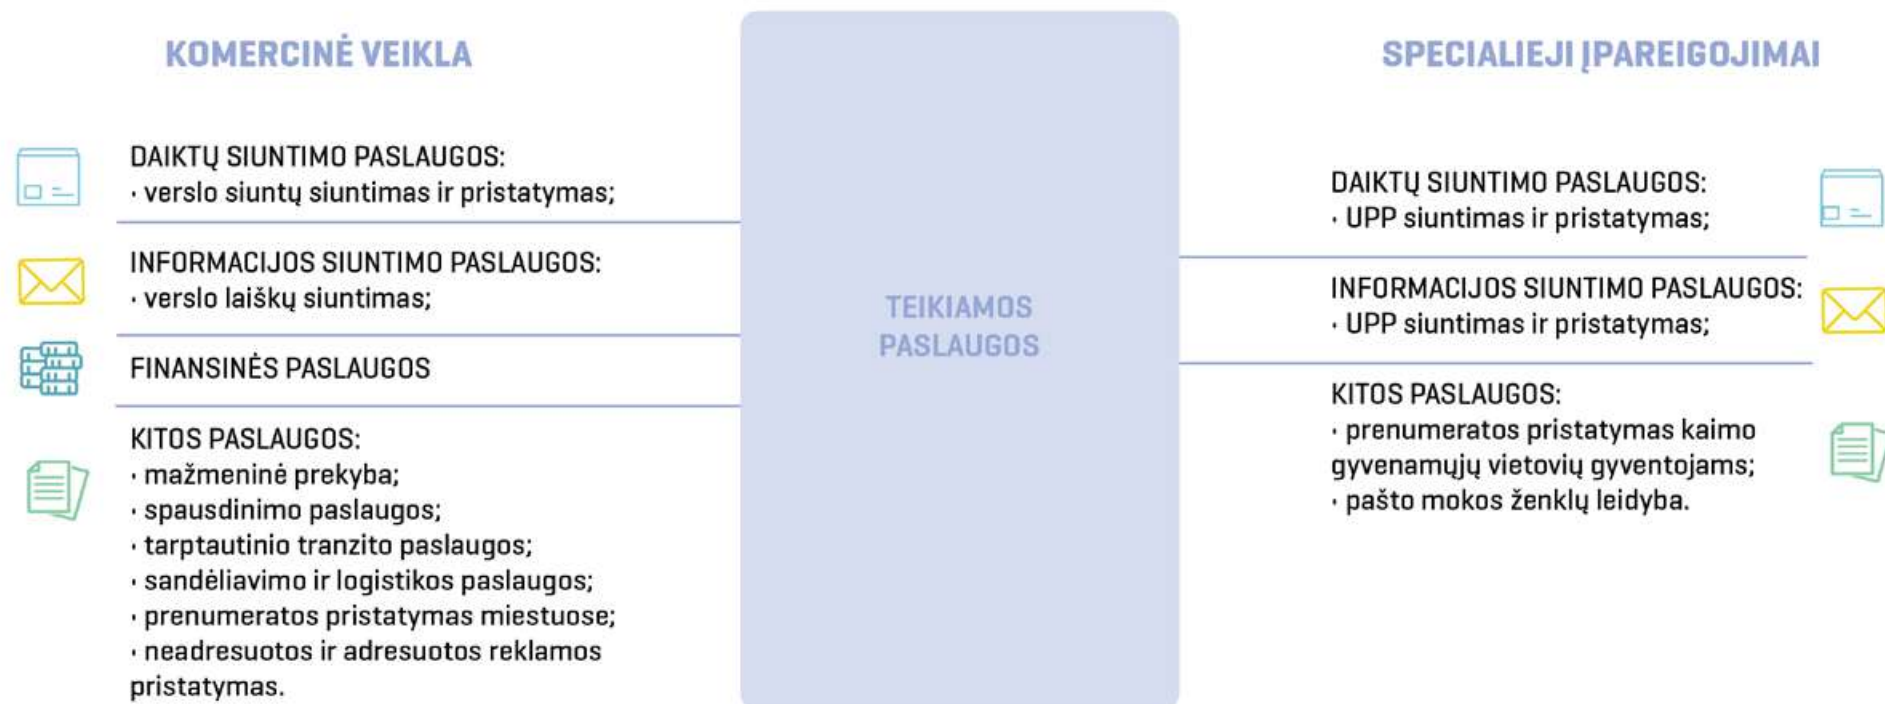 KOMERCINĖ VEIKLA
DAIKTŲ SIUNTIMO PASLAUGOS:
· verslo siuntų siuntimas ir pristatymas;
INFORMACIJOS SIUNTIMO PASLAUGOS:
· verslo laiškų siuntimas;
FINANSINĖS PASLAUGOS
KITOS PASLAUGOS:
· mažmeninė prekyba;
· spausdinimo paslaugos;
· tarptautinio tranzito paslaugos;
· sandėliavimo ir logistikos paslaugos;
· prenumeratos pristatymas miestuose;
· neadresuotos ir adresuotos reklamos
pristatymas.
TEIKIAMOS
PASLAUGOS
SPECIALIEJI ĮPAREIGOJIMAI
DAIKTŲ SIUNTIMO PASLAUGOS:
· UPP siuntimas ir pristatymas;
INFORMACIJOS SIUNTIMO PASLAUGOS:
· UPP siuntimas ir pristatymas;
KITOS PASLAUGOS:
· prenumeratos pristatymas kaimo
gyvenamųjų vietovių gyventojams;
· pašto mokos ženklų leidyba.